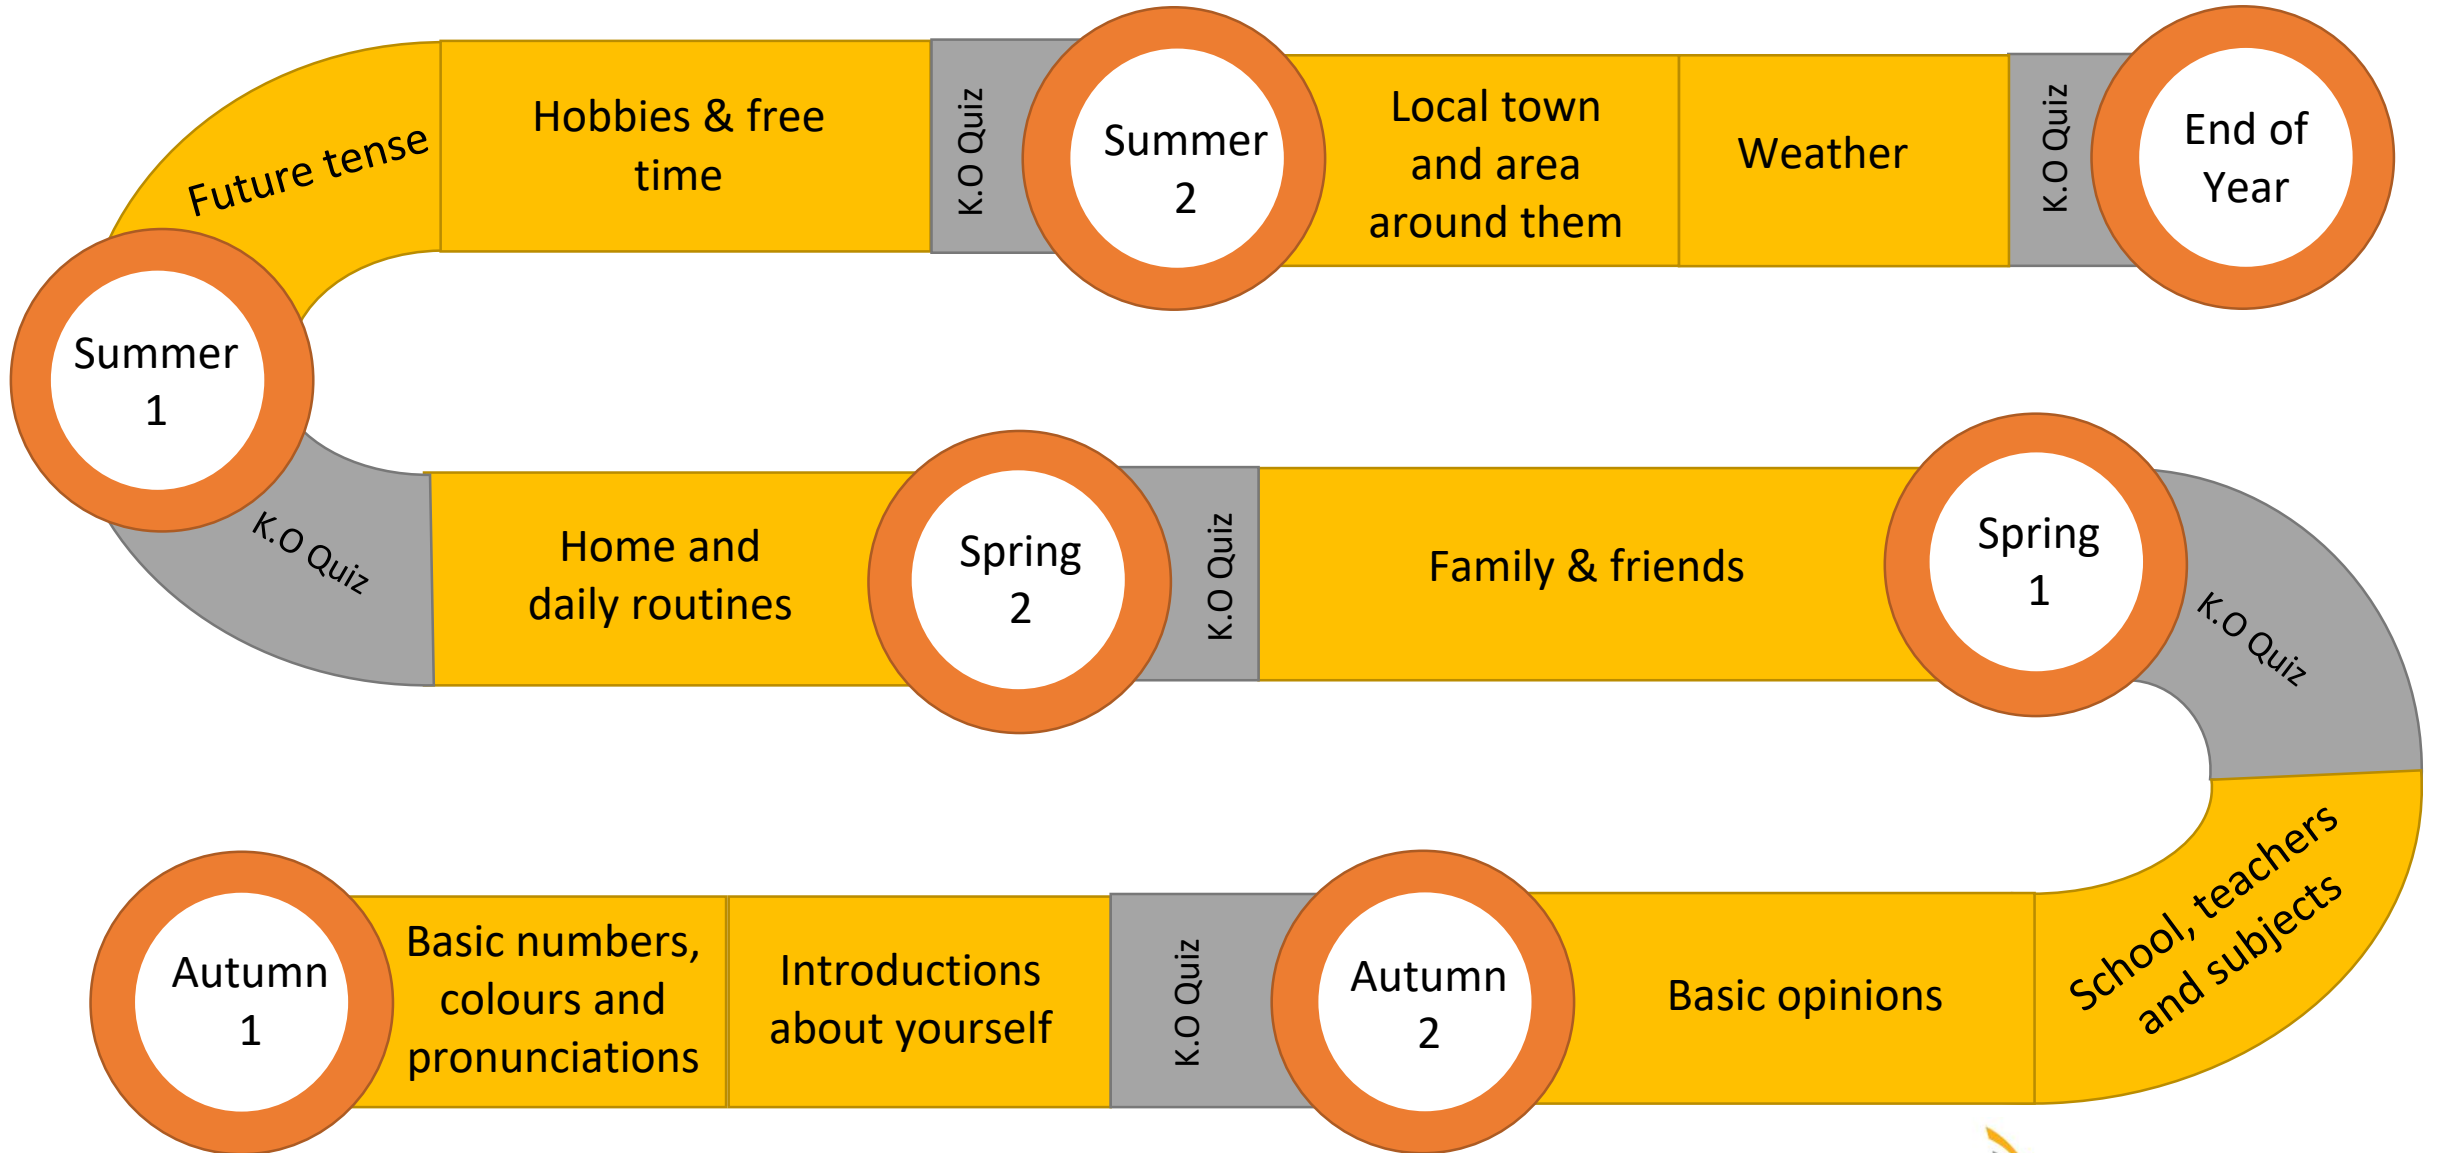 Future tense
Hobbies & free
time
K.O Quiz
Summer
2
Local town
and area
around them
Weather
K.O Quiz
End of
Year
Summer
1
K.O Quiz
Home and
daily routines
Spring
2
K.O Quiz
Family & friends
Spring
1
K.O Quiz
Autumn
1
Basic numbers,
colours and
pronunciations
Introductions
about yourself
K.O Quiz
Autumn
2
Basic opinions
School, teachers
and subjects